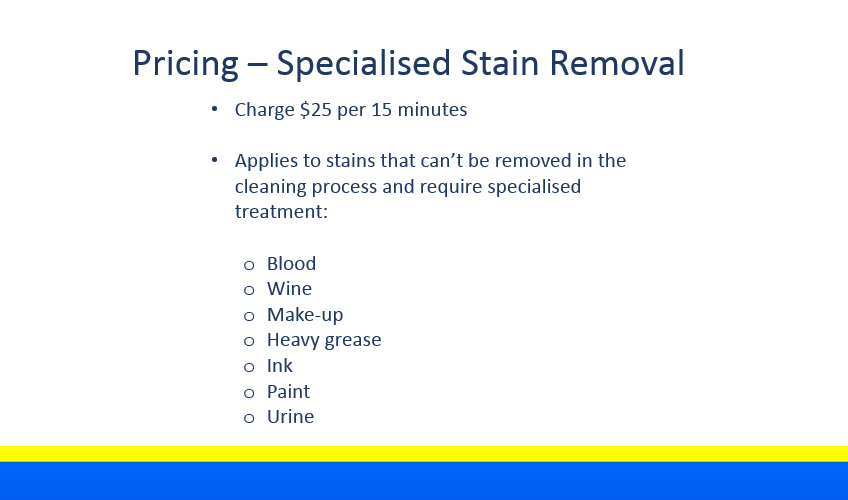 Pricing – Specialised Stain Removal
• Charge $25 per 15 minutes
• Applies to stains that can’t be removed in the
cleaning process and require specialised
treatment:
o Blood
o Wine
o Make-up
o Heavy grease
o Ink
o Paint
o Urine